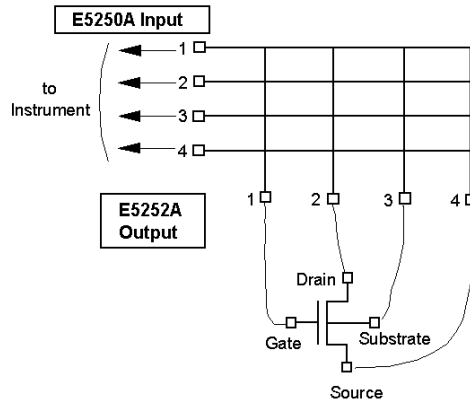 E5250A Input
1
2
3
4
to
Instrument
E5252A
Output
1 2 3 4
Drain
Gate
Substrate
Source